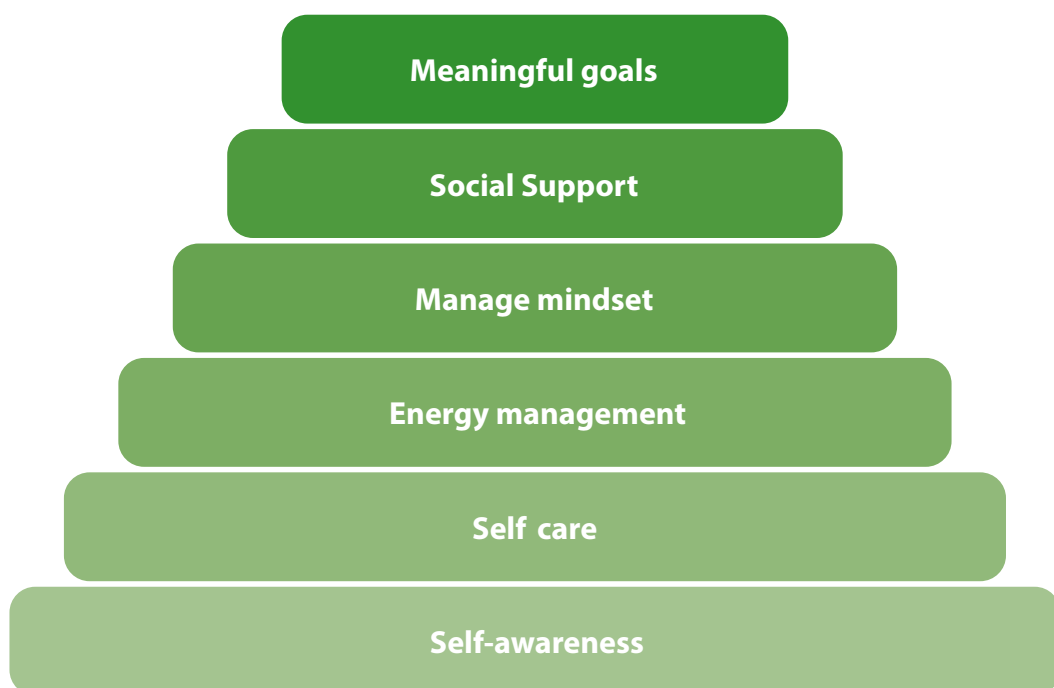 Meaningful goals
Social Support
Manage mindset
Energy management
Self  care
Self-awareness